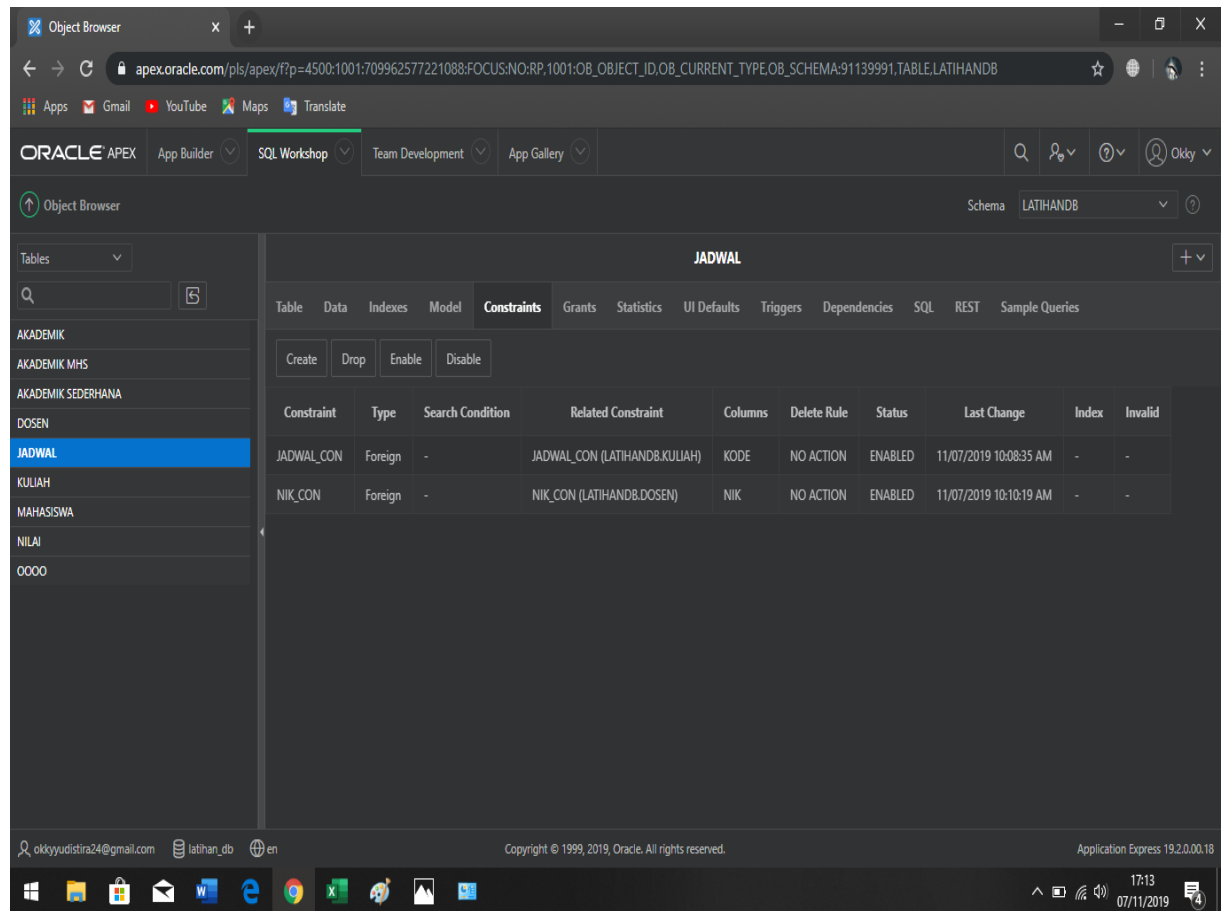 Object Browser
apex.oracle.com/pls/apex/f?p=4500:1001:709962577221088:FOCUS:NO:RP,1001:OB_OBJECT_ID,OB_CURRENT_TYPE,OB_SCHEMA:91139991,TABLE,LATIHANDB
Apps Gmail YouTube Maps Translate
ORACLE APEX App Builder SQL Workshop Team Development App Gallery Okky
Object Browser Schema LATIHANDB
Tables
JADWAL
Table Data Indexes Model Constraints Grants Statistics UI Defaults Triggers Dependencies SQL REST Sample Queries
AKADEMIK
AKADEMIK MHS
AKADEMIK SEDERHANA
DOSEN
JADWAL
KULIAH
MAHASISWA
NILAI
OOOO
Create Drop Enable Disable
Constraint Type Search Condition Related Constraint Columns Delete Rule Status Last Change Index Invalid
JADWAL_CON Foreign - JADWAL_CON (LATIHANDB.KULIAH) KODE NO ACTION ENABLED 11/07/2019 10:08:35 AM - -
NIK_CON Foreign - NIK_CON (LATIHANDB.DOSEN) NIK NO ACTION ENABLED 11/07/2019 10:10:19 AM - -
okkyyudistira24@gmail.com latihan_db en Copyright © 1999, 2019, Oracle. All rights reserved. Application Express 19.2.0.00.18
17:13
07/11/2019
4